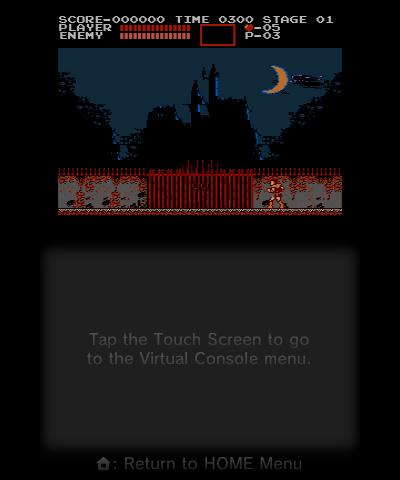 SCORE-000000 TIME 0300 STAGE 01
PLAYER -05
ENEMY P-03
Tap the Touch Screen to go
to the Virtual Console menu.
: Return to HOME Menu